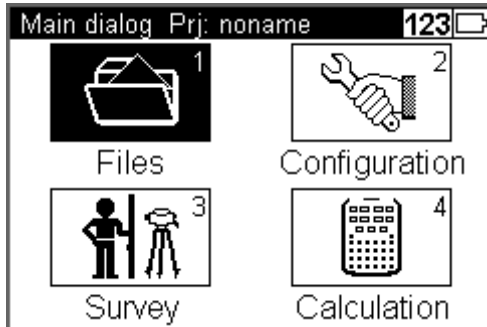 Main dialog Prj: noname 123
1 2
Files Configuration
3 4
Survey Calculation